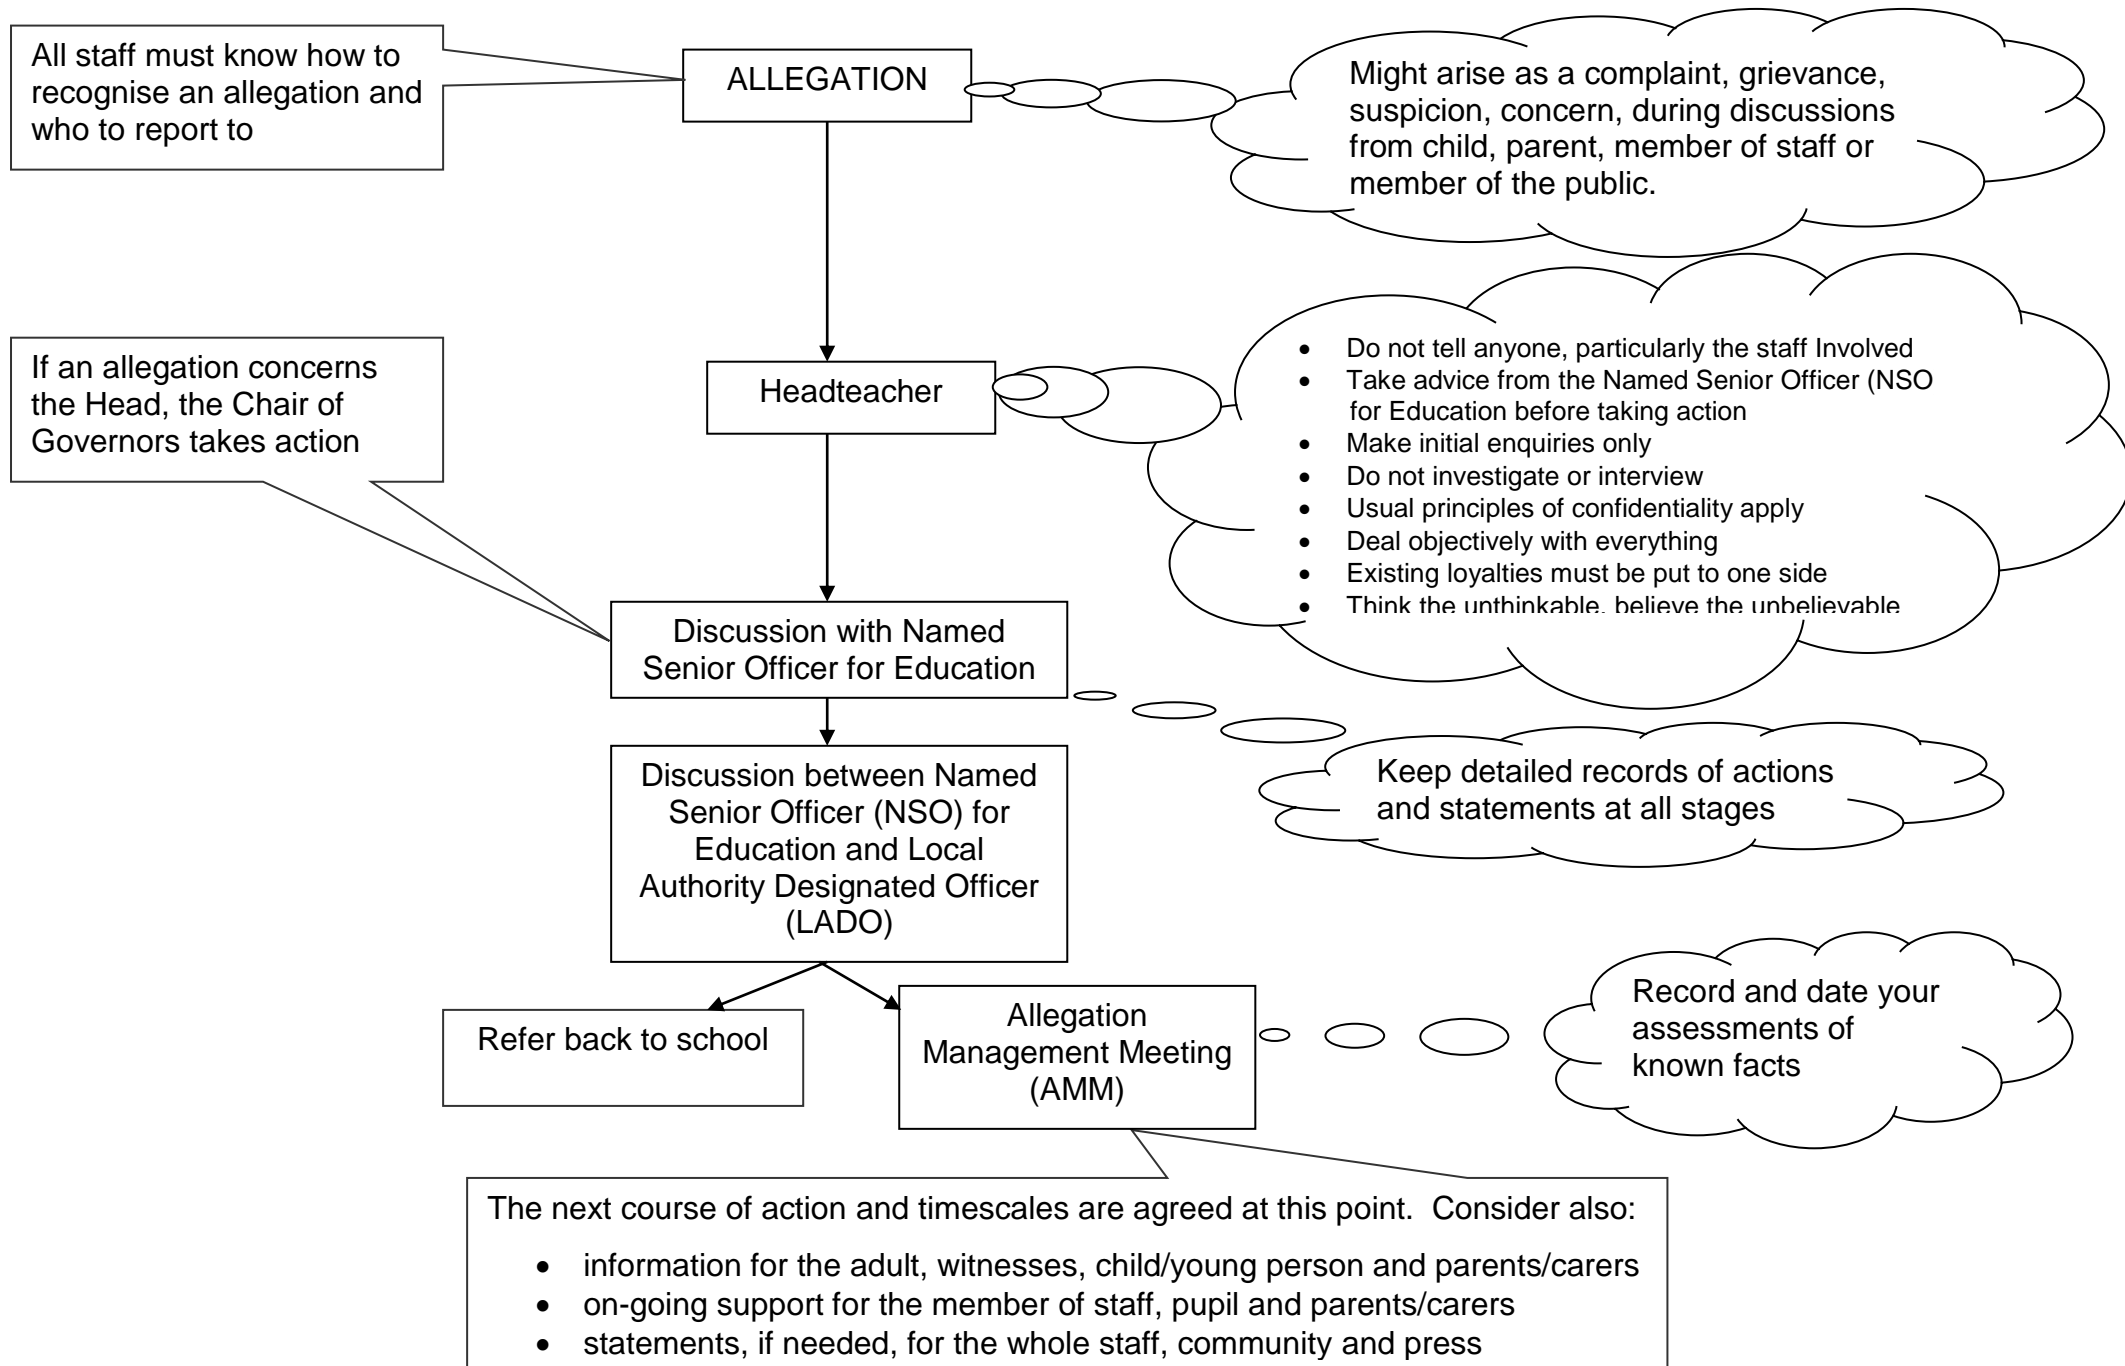 All staff must know how to
recognise an allegation and
who to report to
ALLEGATION
Might arise as a complaint, grievance,
suspicion, concern, during discussions
from child, parent, member of staff or
member of the public.
If an allegation concerns
the Head, the Chair of
Governors takes action
Headteacher
• Do not tell anyone, particularly the staff Involved
• Take advice from the Named Senior Officer (NSO
for Education before taking action
• Make initial enquiries only
• Do not investigate or interview
• Usual principles of confidentiality apply
• Deal objectively with everything
• Existing loyalties must be put to one side
• Think the unthinkable, believe the unbelievable
Discussion with Named
Senior Officer for Education
Discussion between Named
Senior Officer (NSO) for
Education and Local
Authority Designated Officer
(LADO)
Keep detailed records of actions
and statements at all stages
Refer back to school
Allegation
Management Meeting
(AMM)
Record and date your
assessments of
known facts
The next course of action and timescales are agreed at this point.  Consider also:
• information for the adult, witnesses, child/young person and parents/carers
• on-going support for the member of staff, pupil and parents/carers
• statements, if needed, for the whole staff, community and press